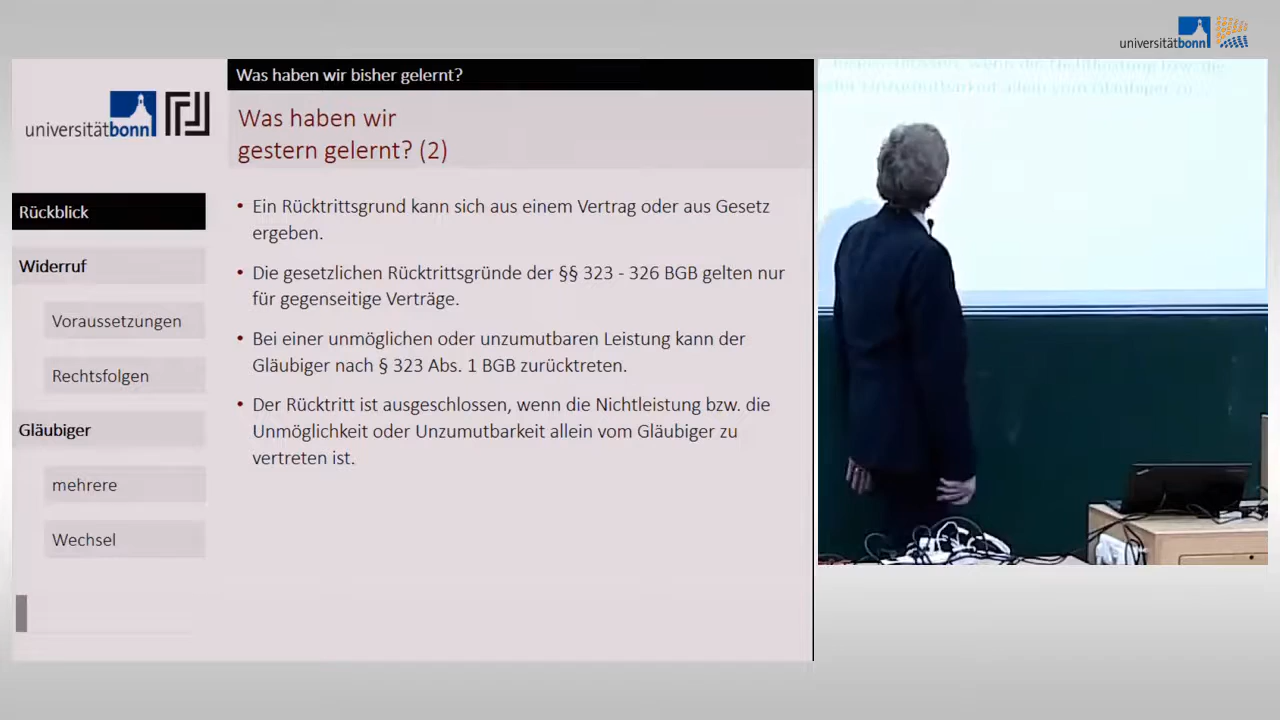 universitätbonn
Was haben wir bisher gelernt?
universitätbonn
Was haben wir
gestern gelernt? (2)
Rückblick
Widerruf
Voraussetzungen
Rechtsfolgen
Gläubiger
mehrere
Wechsel
• Ein Rücktrittsgrund kann sich aus einem Vertrag oder aus Gesetz
ergeben.
• Die gesetzlichen Rücktrittsgründe der §§ 323 - 326 BGB gelten nur
für gegenseitige Verträge.
• Bei einer unmöglichen oder unzumutbaren Leistung kann der
Gläubiger nach § 323 Abs. 1 BGB zurücktreten.
• Der Rücktritt ist ausgeschlossen, wenn die Nichtleistung bzw. die
Unmöglichkeit oder Unzumutbarkeit allein vom Gläubiger zu
vertreten ist.